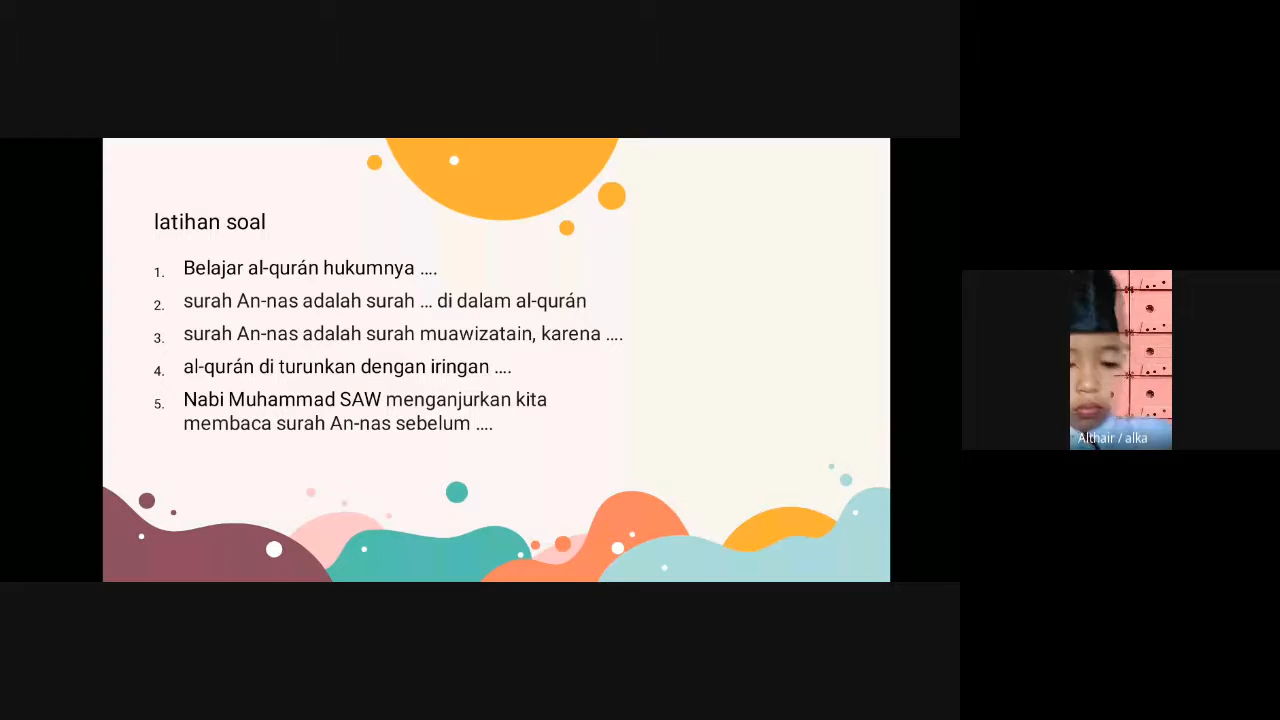 latihan soal
1. Belajar al-qurán hukumnya ....
2. surah An-nas adalah surah ... di dalam al-qurán
3. surah An-nas adalah surah muawizatain, karena ....
4. al-qurán di turunkan dengan iringan ....
5. Nabi Muhammad SAW menganjurkan kita
membaca surah An-nas sebelum ....
Althair / alka